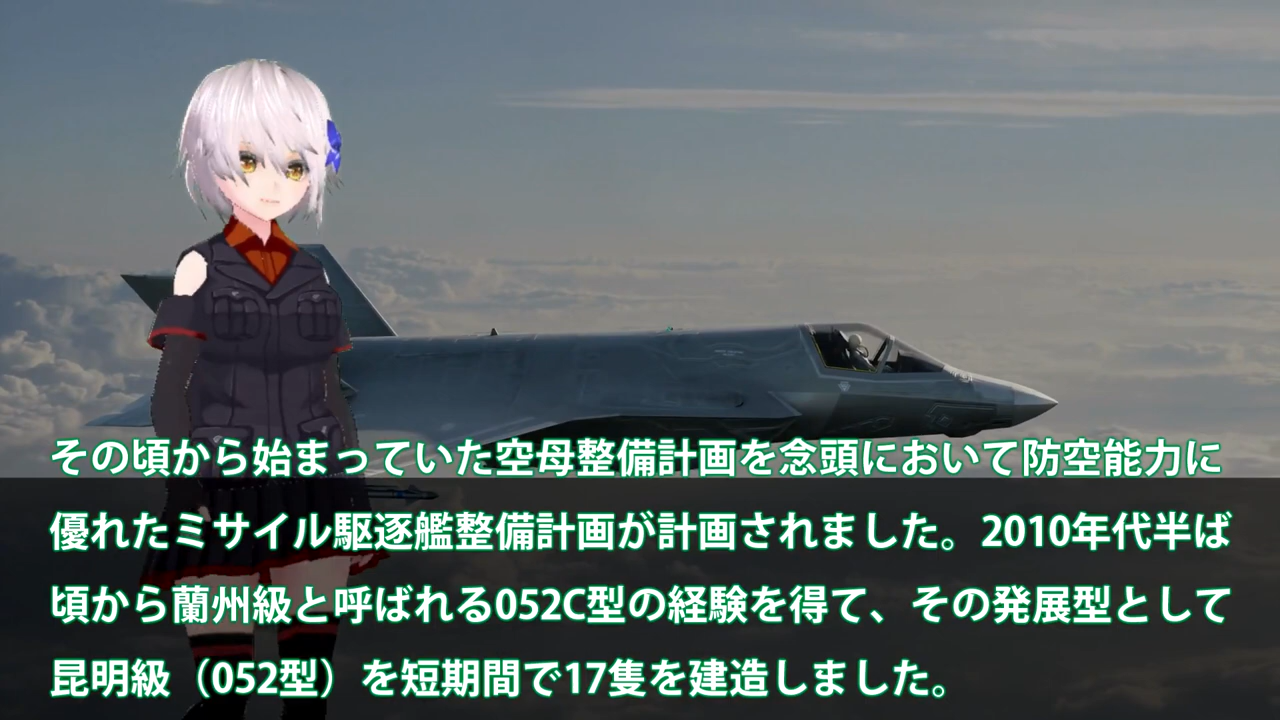 その頃から始まっていた空母整備計画を念頭において防空能力に
優れたミサイル駆逐艦整備計画が計画されました。2010年代半ば
頃から蘭州級と呼ばれる052C型の経験を得て、その発展型として
昆明級（052型）を短期間で17隻を建造しました。